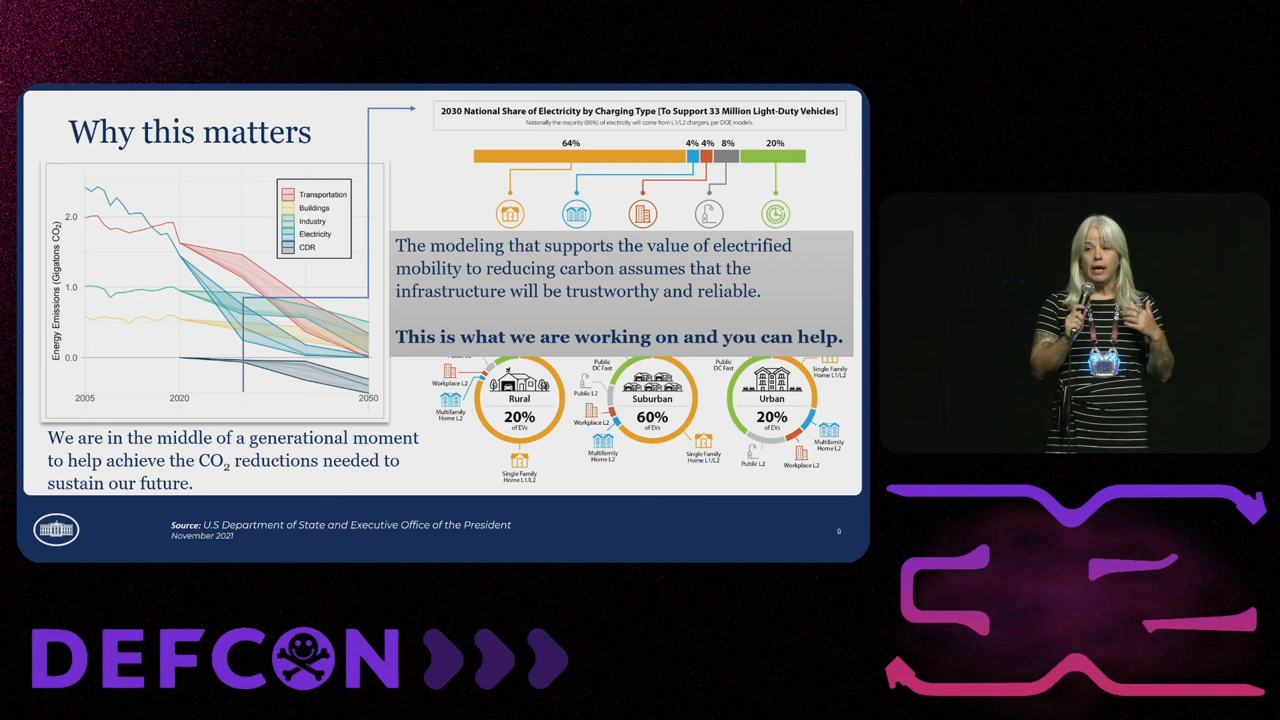 Why this matters
Energy Emissions (Gigatons CO₂)
2.0
1.0
0.0
2005
2020
2050
Transportation
Buildings
Industry
Electricity
CDR
We are in the middle of a generational moment
to help achieve the CO₂ reductions needed to
sustain our future.
2030 National Share of Electricity by Charging Type [To Support 33 Million Light-Duty Vehicles]
Nationally the majority (80%) of electricity will come from L1/L2 chargers, per DOE models.
64%
4%
4%
8%
20%
The modeling that supports the value of electrified
mobility to reducing carbon assumes that the
infrastructure will be trustworthy and reliable.
This is what we are working on and you can help.
Workplace L2
Multifamily
Home L2
Rural
20%
of EVs
Single Family
Home L1/L2
Public
DC Fast
Public L2
Workplace L2
Multifamily
Home L2
Suburban
60%
of EVs
Single Family
Home L1/L2
Public
DC Fast
Public L2
Urban
20%
of EVs
Workplace L2
Multifamily
Home L2
Single Family
Home L1/L2
Source: U.S Department of State and Executive Office of the President
November 2021
9
DEFCON